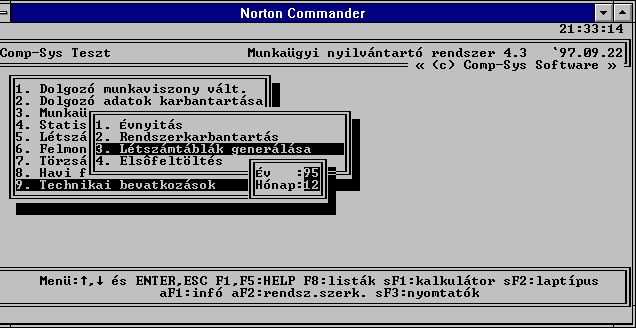 Norton Commander
21:33:14
Comp-Sys Teszt Munkaügyi nyilvántartó rendszer 4.3 '97.09.22
« (c) Comp-Sys Software »
1. Dolgozó munkaviszony vált.
2. Dolgozó adatok karbantartása
3. Munkaü
4. Statis
5. Létszá
6. Felmon
7. Törzsá
8. Havi f
9. Technikai bevatkozások
1. Évnyitás
2. Rendszerkarbantartás
3. Létszámtáblák generálása
4. Elsôfeltöltés
Év :95
Hónap:12
Menü:↑,↓ és ENTER,ESC F1,F5:HELP F8:listák sF1:kalkulátor sF2:laptípus
aF1:infó aF2:rendsz.szerk. sF3:nyomtatók